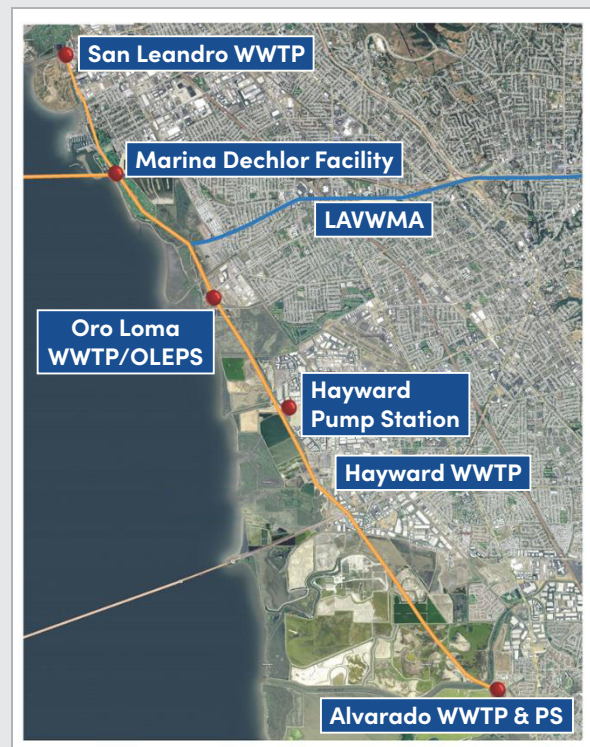 San Leandro WWTP
Marina Dechlor Facility
LAVWMA
Oro Loma
WWTP/OLEPS
Hayward
Pump Station
Hayward WWTP
Alvarado WWTP & PS